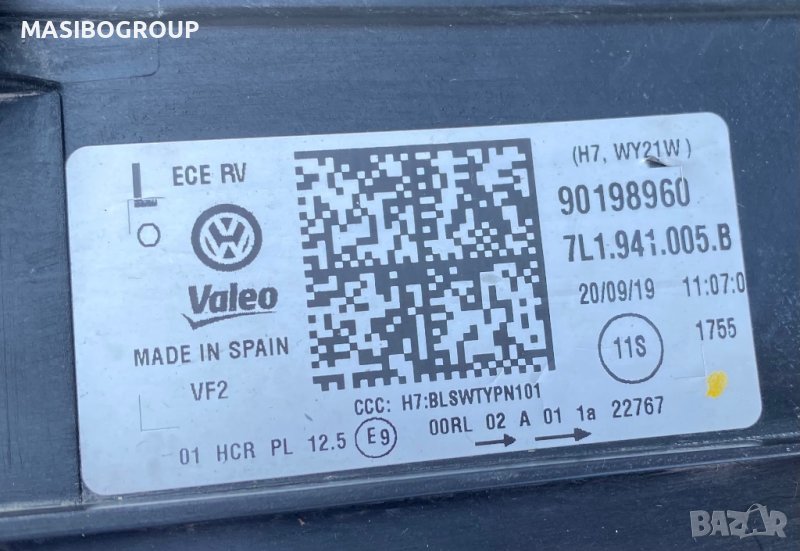 MASIBOGROUP
L ECE RV
(H7, WY21W)
90198960
7L1.941.005.B
Valeo
20/09/19 11:07:0
MADE IN SPAIN
11S
1755
VF2
CCC: H7:BLSWTYPN101
00RL 02 A 01 1a 22767
01 HCR PL 12.5 E9
BAZAR